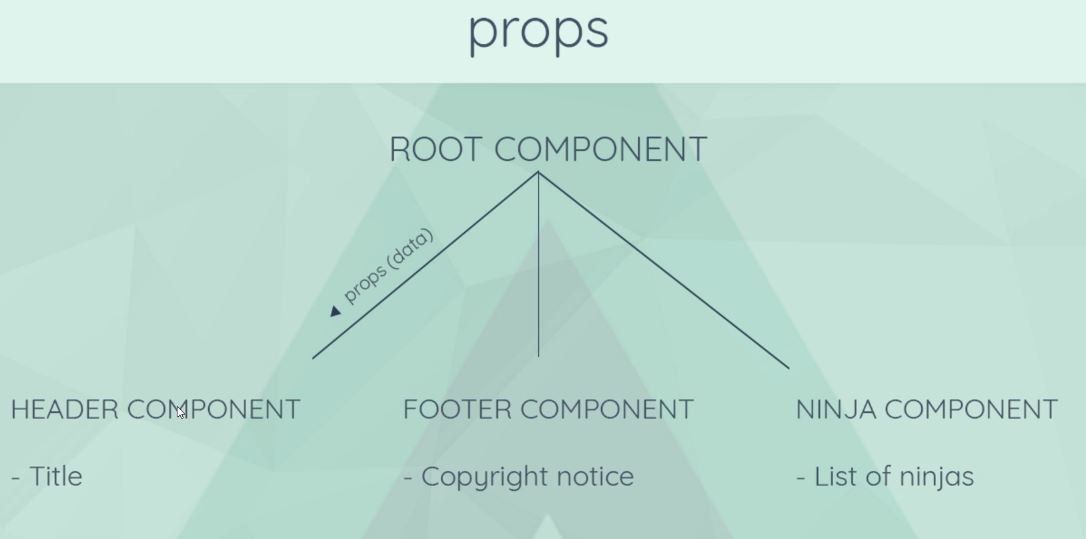 props
ROOT COMPONENT
props (data)
HEADER COMPONENT
FOOTER COMPONENT
NINJA COMPONENT
- Title
- Copyright notice
- List of ninjas